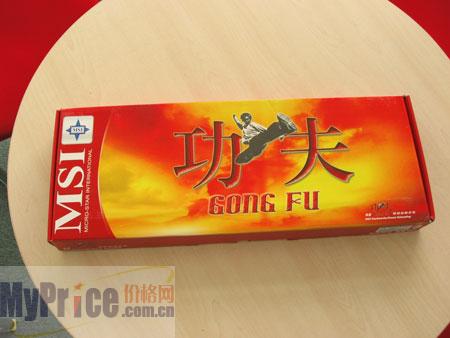 MSI
MICRO-STAR INTERNATIONAL
MSI
功夫
GONG FU
MyPrice价格网
.com.cn